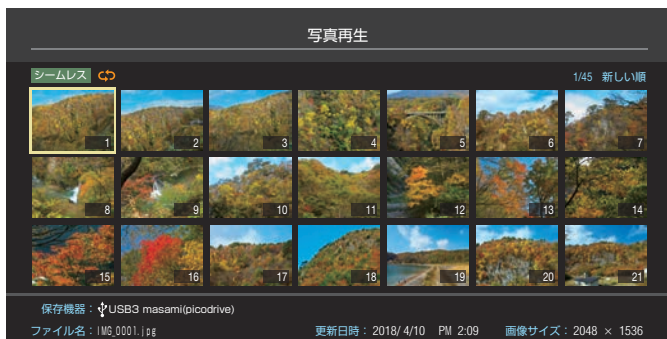 写真再生
シームレス 1/45 新しい順
1 2 3 4 5 6 7
8 9 10 11 12 13 14
15 16 17 18 19 20 21
保存機器：USB3 masami(picodrive)
ファイル名：IMG_0001.jpg 更新日時：2018/ 4/10 PM 2:09 画像サイズ：2048 × 1536